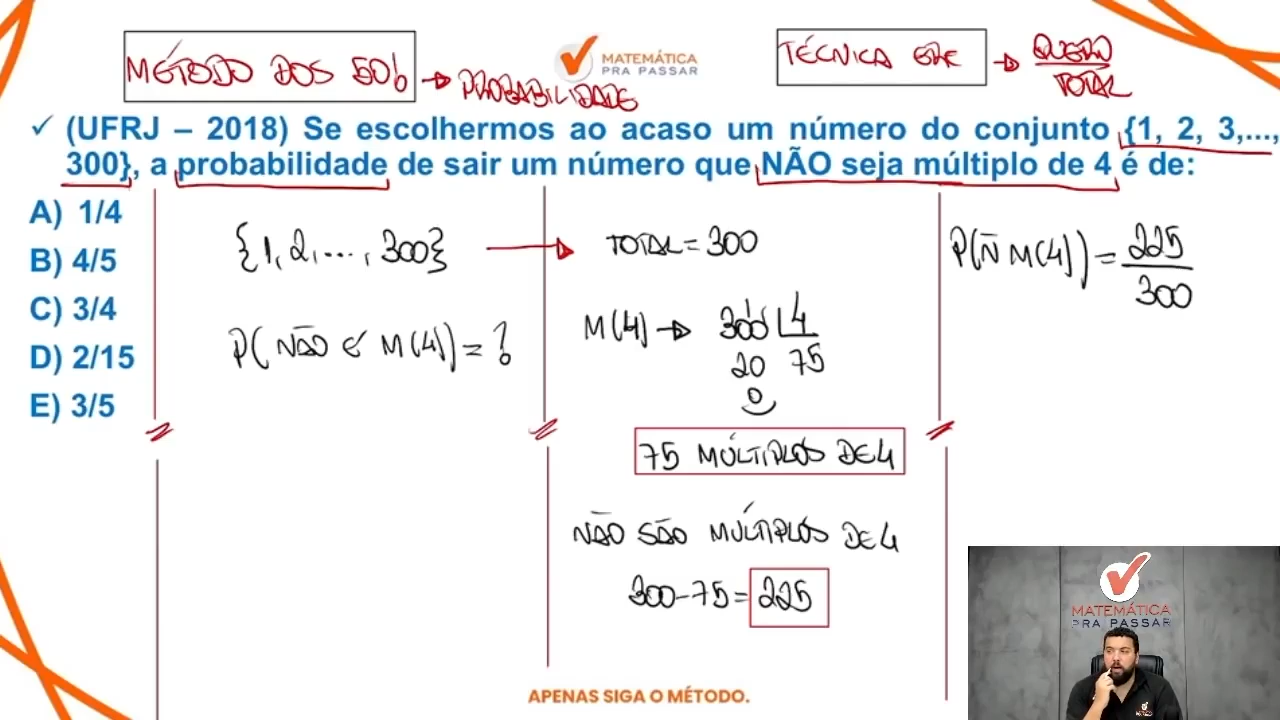 MÉTODO DOS 50%
PROBABILIDADE
MATEMÁTICA
PRA PASSAR
TÉCNICA
QUERO
TOTAL
✓ (UFRJ – 2018) Se escolhermos ao acaso um número do conjunto {1, 2, 3,...,
300}, a probabilidade de sair um número que NÃO seja múltiplo de 4 é de:
A) 1/4
B) 4/5
C) 3/4
D) 2/15
E) 3/5
{1, 2, ..., 300}
P(NÃO É M(4)) = ?
TOTAL = 300
M(4) → 300 4
20 75
0
75 MÚLTIPLOS DE 4
NÃO SÃO MÚLTIPLOS DE 4
300-75 = 225
P(Ñ M(4)) = 225
300
MATEMÁTICA
PRA PASSAR
APENAS SIGA O MÉTODO.